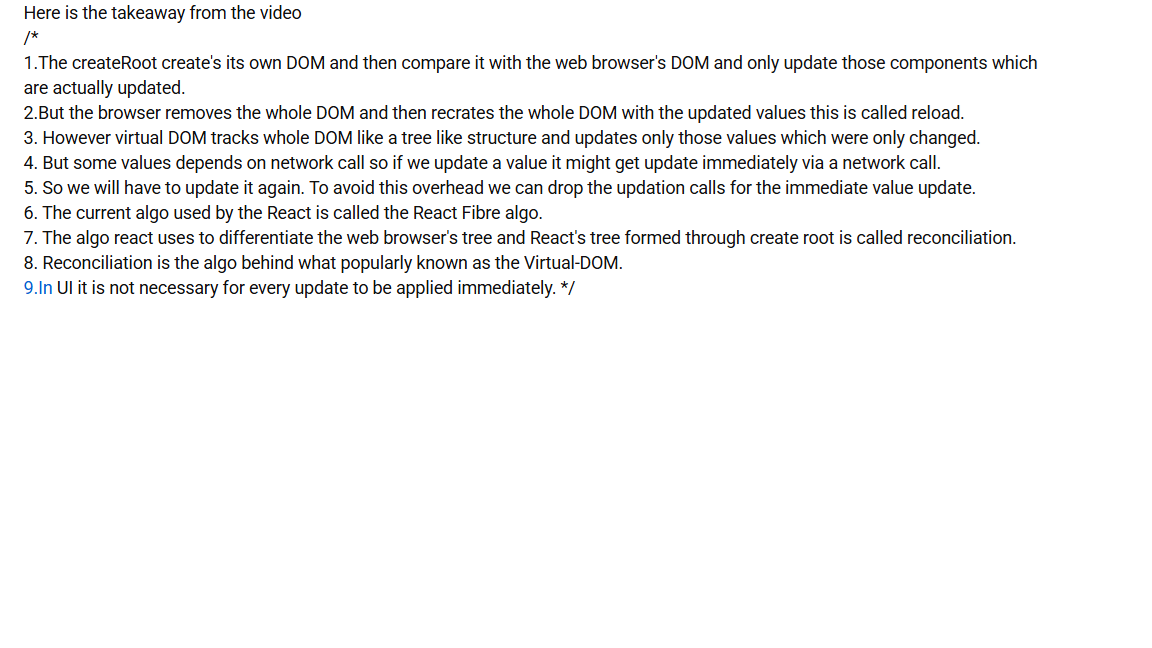 Here is the takeaway from the video
/*
1.The createRoot create's its own DOM and then compare it with the web browser's DOM and only update those components which
are actually updated.
2.But the browser removes the whole DOM and then recrates the whole DOM with the updated values this is called reload.
3. However virtual DOM tracks whole DOM like a tree like structure and updates only those values which were only changed.
4. But some values depends on network call so if we update a value it might get update immediately via a network call.
5. So we will have to update it again. To avoid this overhead we can drop the updation calls for the immediate value update.
6. The current algo used by the React is called the React Fibre algo.
7. The algo react uses to differentiate the web browser's tree and React's tree formed through create root is called reconciliation.
8. Reconciliation is the algo behind what popularly known as the Virtual-DOM.
9.In UI it is not necessary for every update to be applied immediately. */